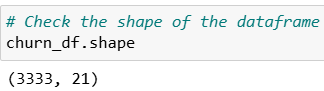 # Check the shape of the dataframe
churn_df.shape
(3333, 21)